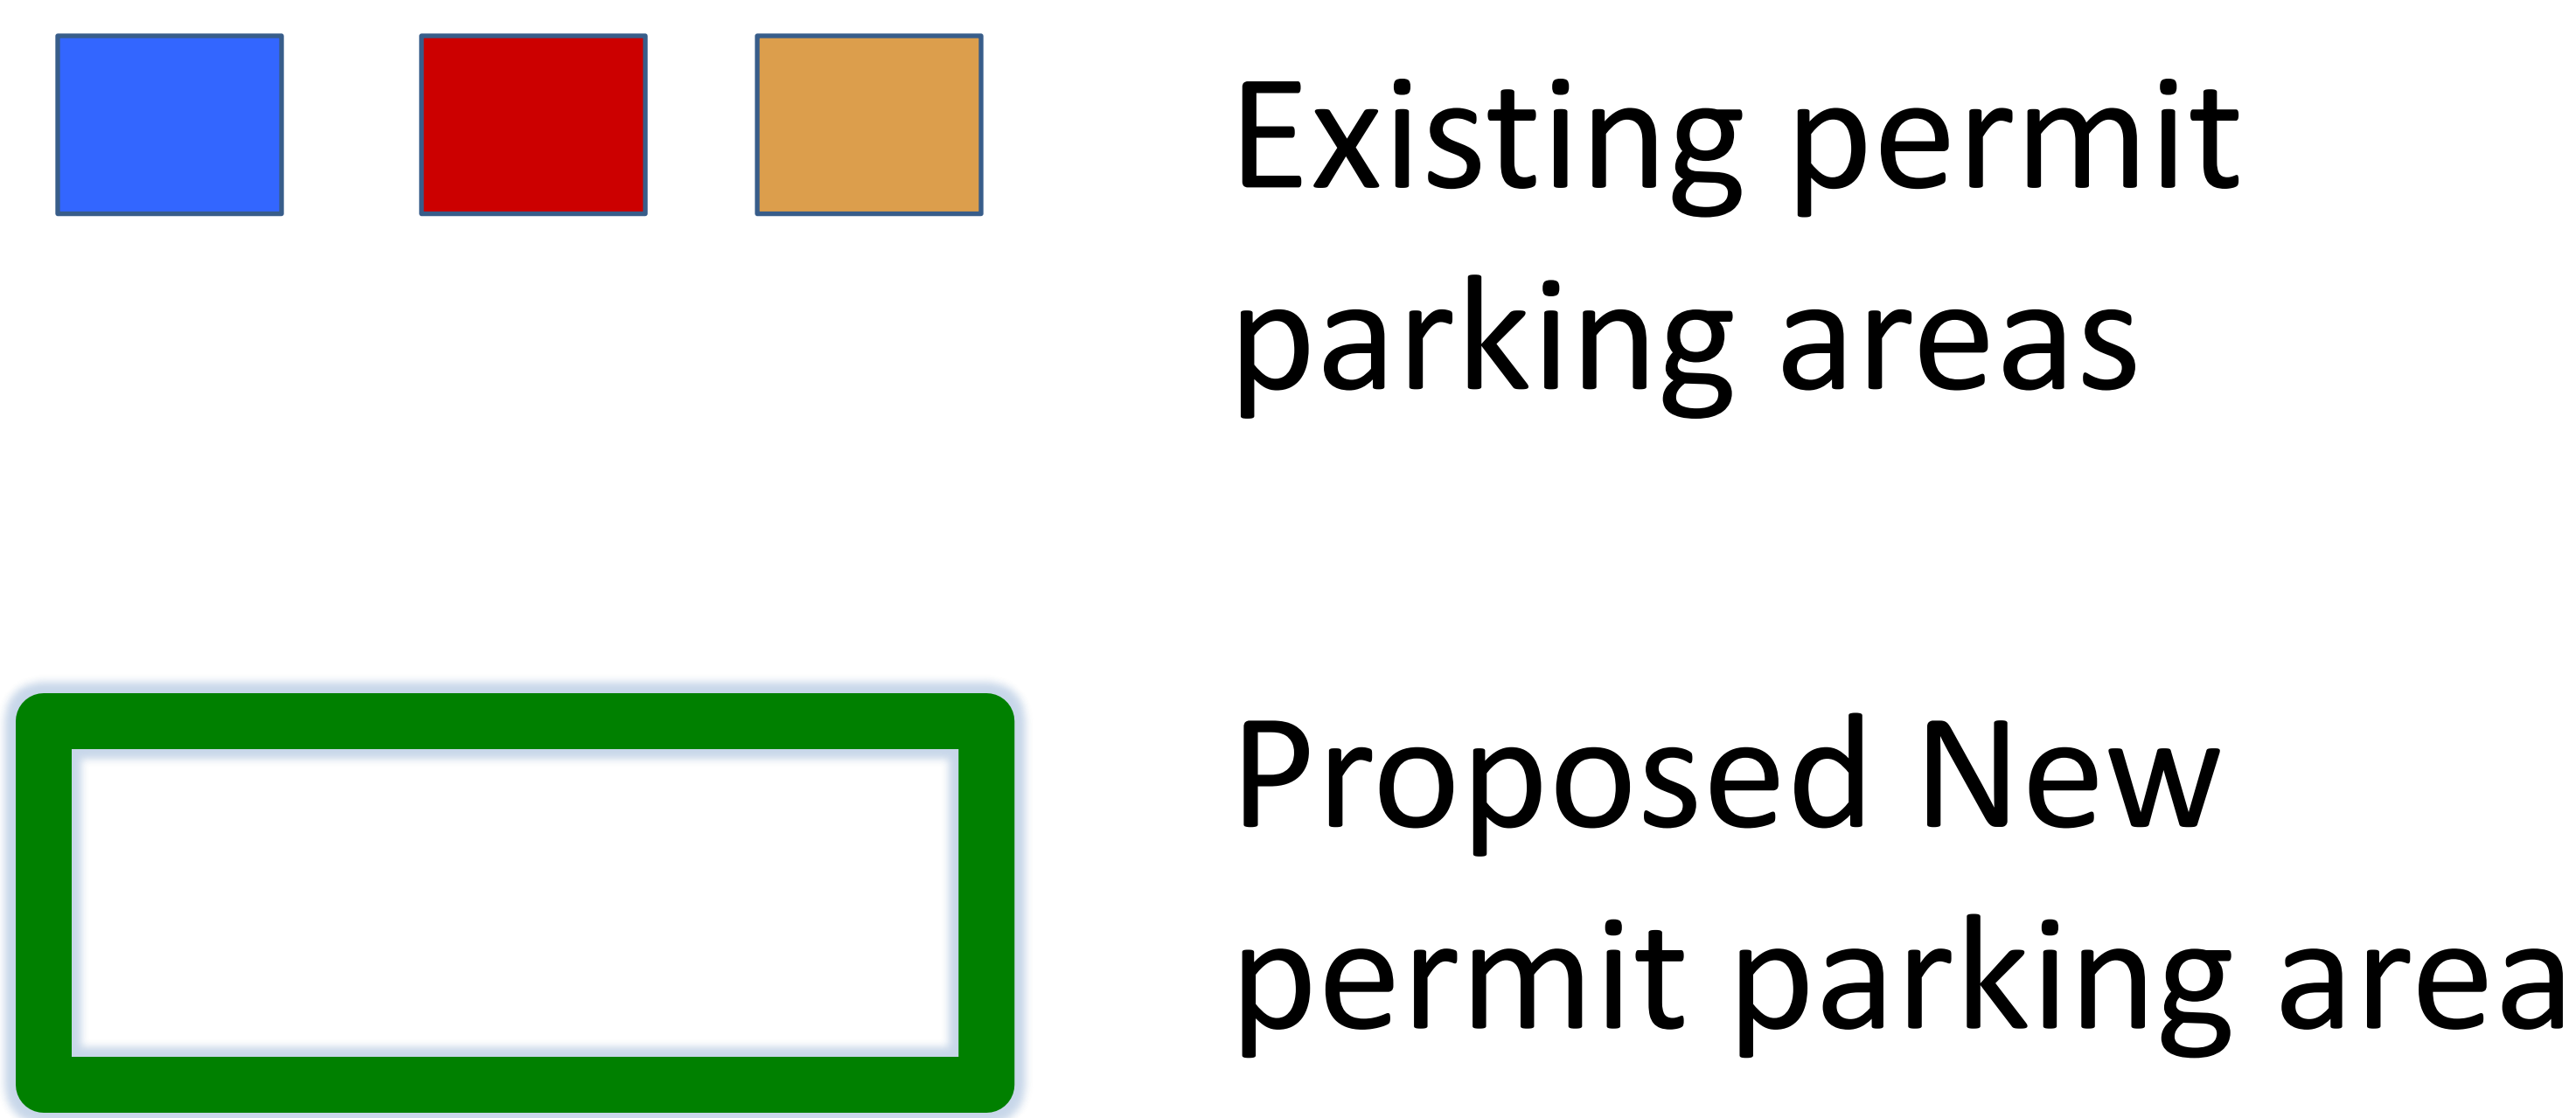 Existing permit
parking areas
Proposed New
permit parking area